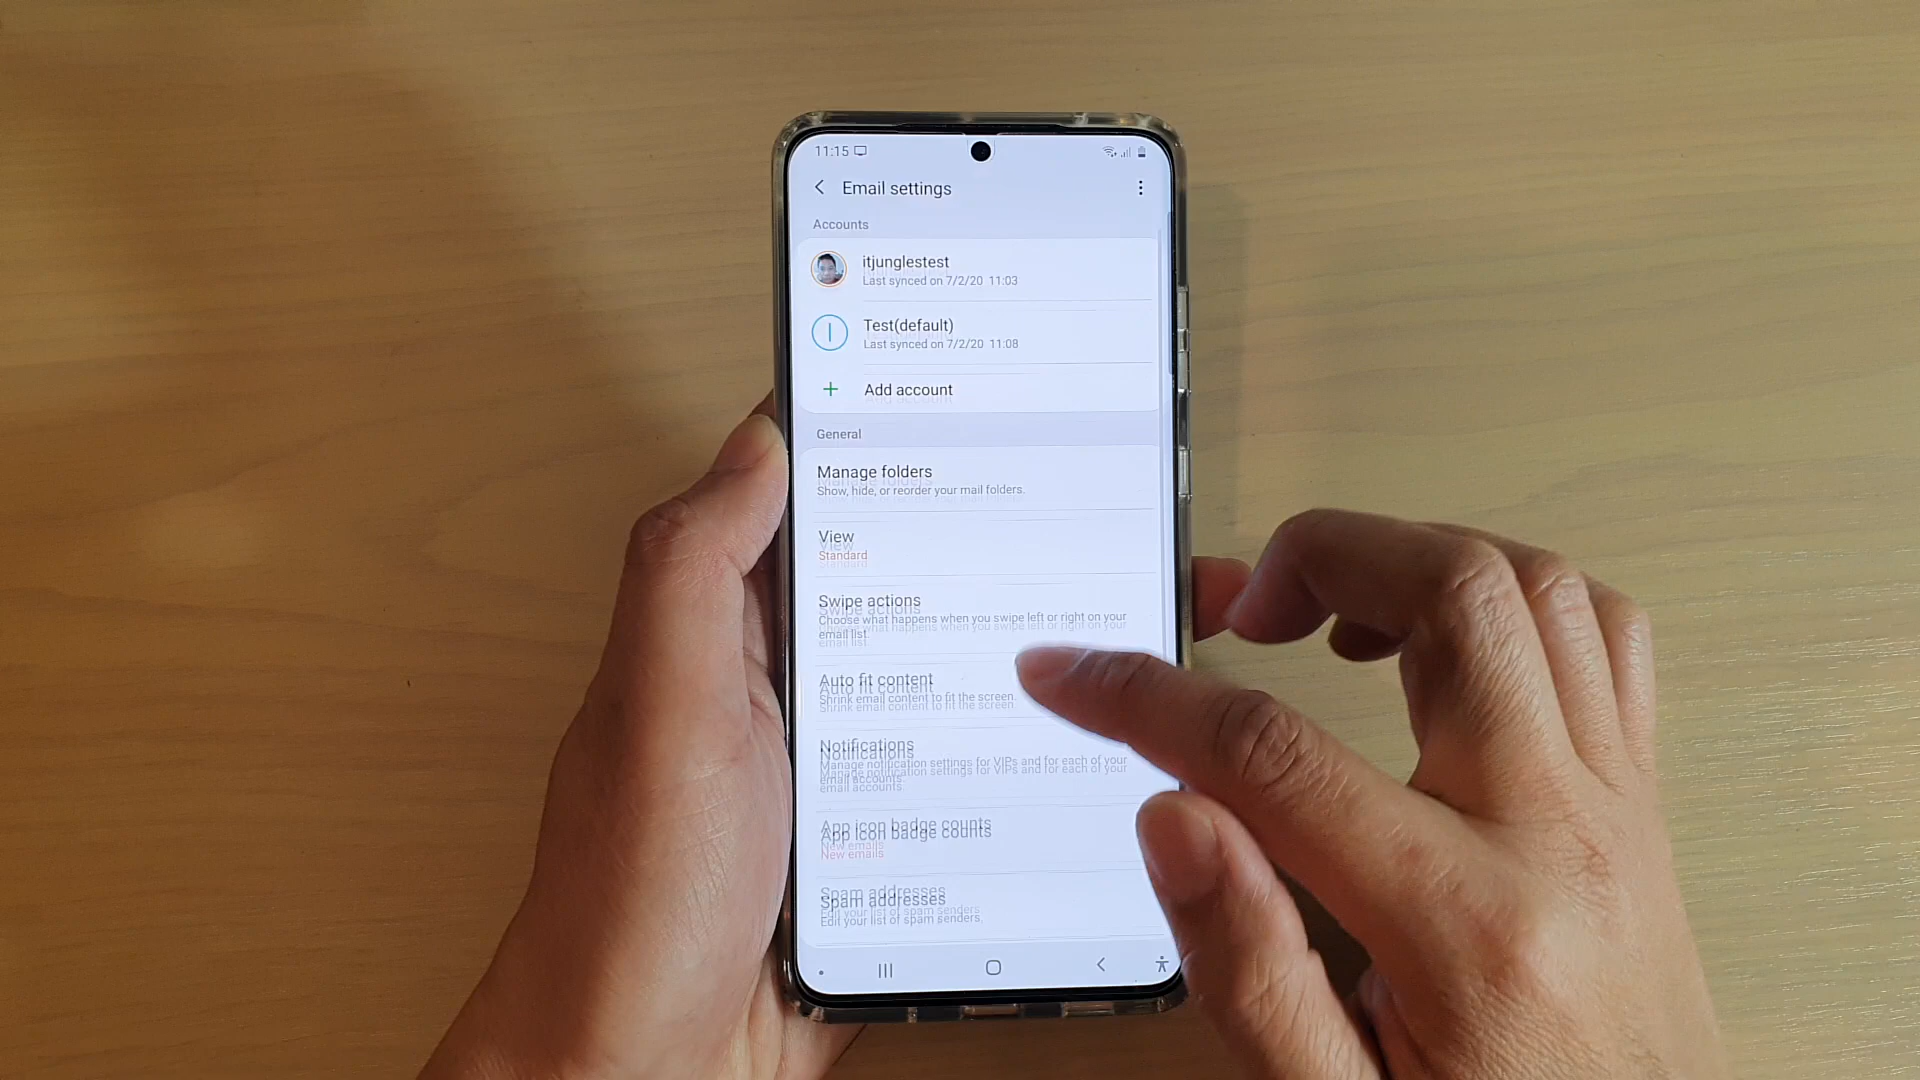 11:15
Email settings
Accounts
itjunglestest
Last synced on 7/2/20 11:03
Test(default)
Last synced on 7/2/20 11:08
Add account
General
Manage folders
Show, hide, or reorder your mail folders.
View
Standard
Swipe actions
Choose what happens when you swipe left or right on your
email list.
Auto fit content
Shrink email content to fit the screen.
Notifications
Manage notification settings for VIPs and for each of your
email accounts.
App icon badge counts
New emails
Spam addresses
Edit your list of spam senders.